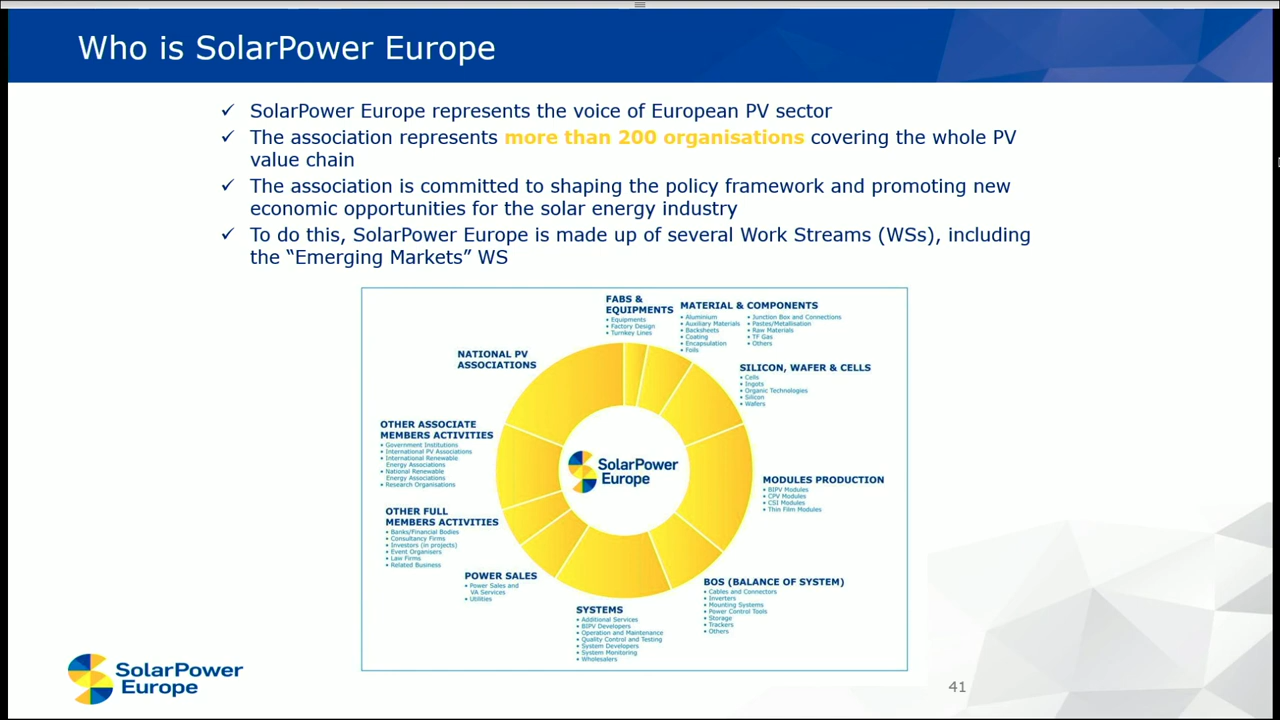 Who is SolarPower Europe
✓ SolarPower Europe represents the voice of European PV sector
✓ The association represents more than 200 organisations covering the whole PV
value chain
✓ The association is committed to shaping the policy framework and promoting new
economic opportunities for the solar energy industry
✓ To do this, SolarPower Europe is made up of several Work Streams (WSs), including
the “Emerging Markets” WS
FABS &
EQUIPMENTS
• Equipments
• Factory Design
• Turnkey Lines
MATERIAL & COMPONENTS
• Aluminium
• Auxiliary Materials
• Backsheets
• Coating
• Encapsulation
• Foils
• Junction Box and Connections
• Pastes/Metallisation
• Raw Materials
• TF Gas
• Others
SILICON, WAFER & CELLS
• Cells
• Ingots
• Organic Technologies
• Silicon
• Wafers
MODULES PRODUCTION
• BIPV Modules
• CPV Modules
• CSI Modules
• Thin Film Modules
BOS (BALANCE OF SYSTEM)
• Cables and Connectors
• Inverters
• Mounting Systems
• Power Control Tools
• Storage
• Trackers
• Others
SYSTEMS
• Additional Services
• BIPV Developers
• Operation and Maintenance
• Quality Control and Testing
• System Developers
• System Monitoring
• Wholesalers
POWER SALES
• Power Sales and
VA Services
• Utilities
OTHER FULL
MEMBERS ACTIVITIES
• Banks/Financial Bodies
• Consultancy Firms
• Investors (in projects)
• Event Organisers
• Law Firms
• Related Business
OTHER ASSOCIATE
MEMBERS ACTIVITIES
• Government Institutions
• International PV Associations
• International Renewable
Energy Associations
• National Renewable
Energy Associations
• Research Organisations
NATIONAL PV
ASSOCIATIONS
SolarPower
Europe
SolarPower
Europe
41